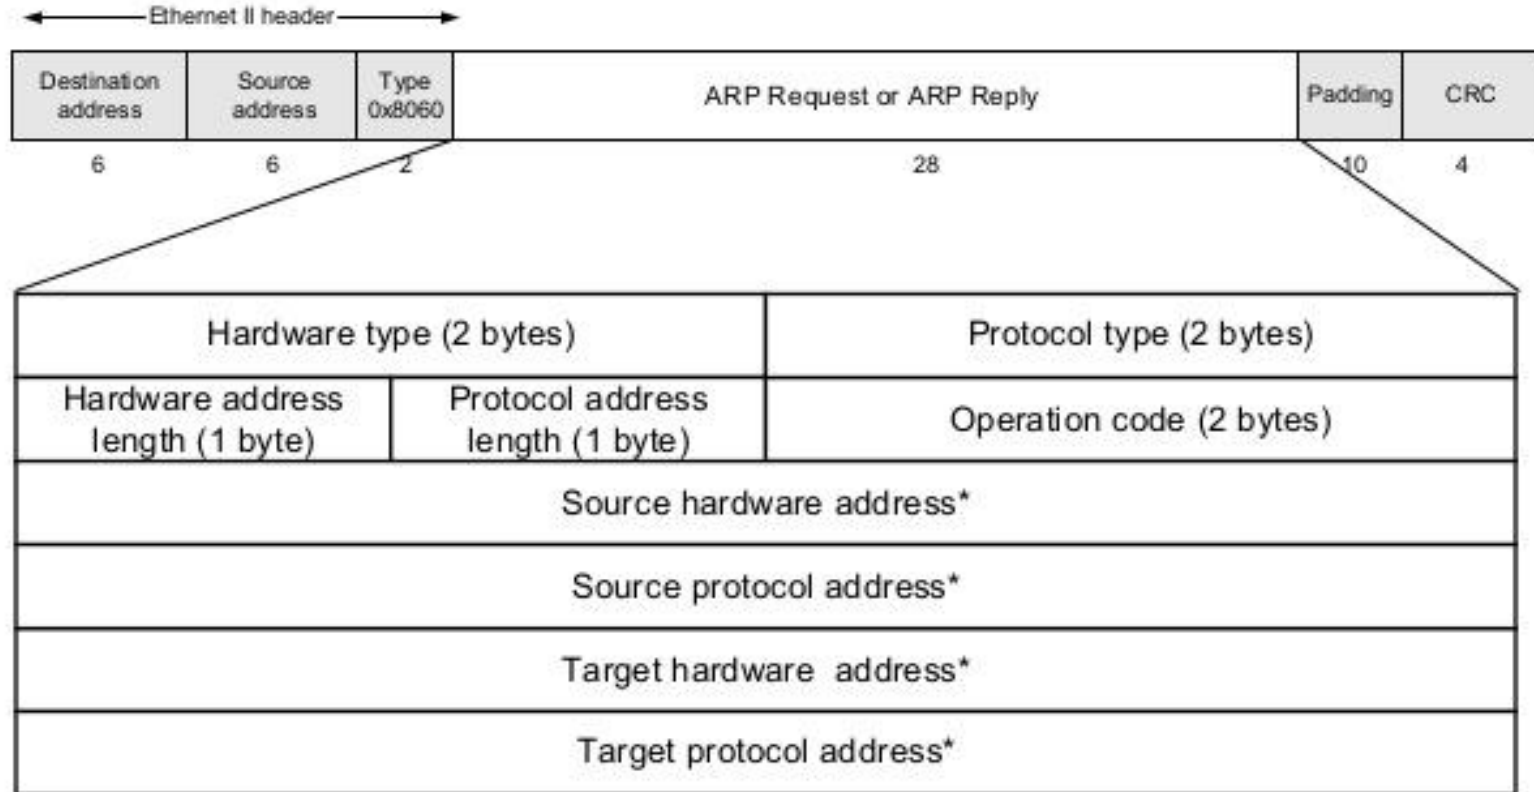 Ethernet II header
Destination
address
Source
address
Type
0x8060
ARP Request or ARP Reply
Padding
CRC
6
6
2
28
10
4
Hardware type (2 bytes)
Protocol type (2 bytes)
Hardware address
length (1 byte)
Protocol address
length (1 byte)
Operation code (2 bytes)
Source hardware address*
Source protocol address*
Target hardware address*
Target protocol address*